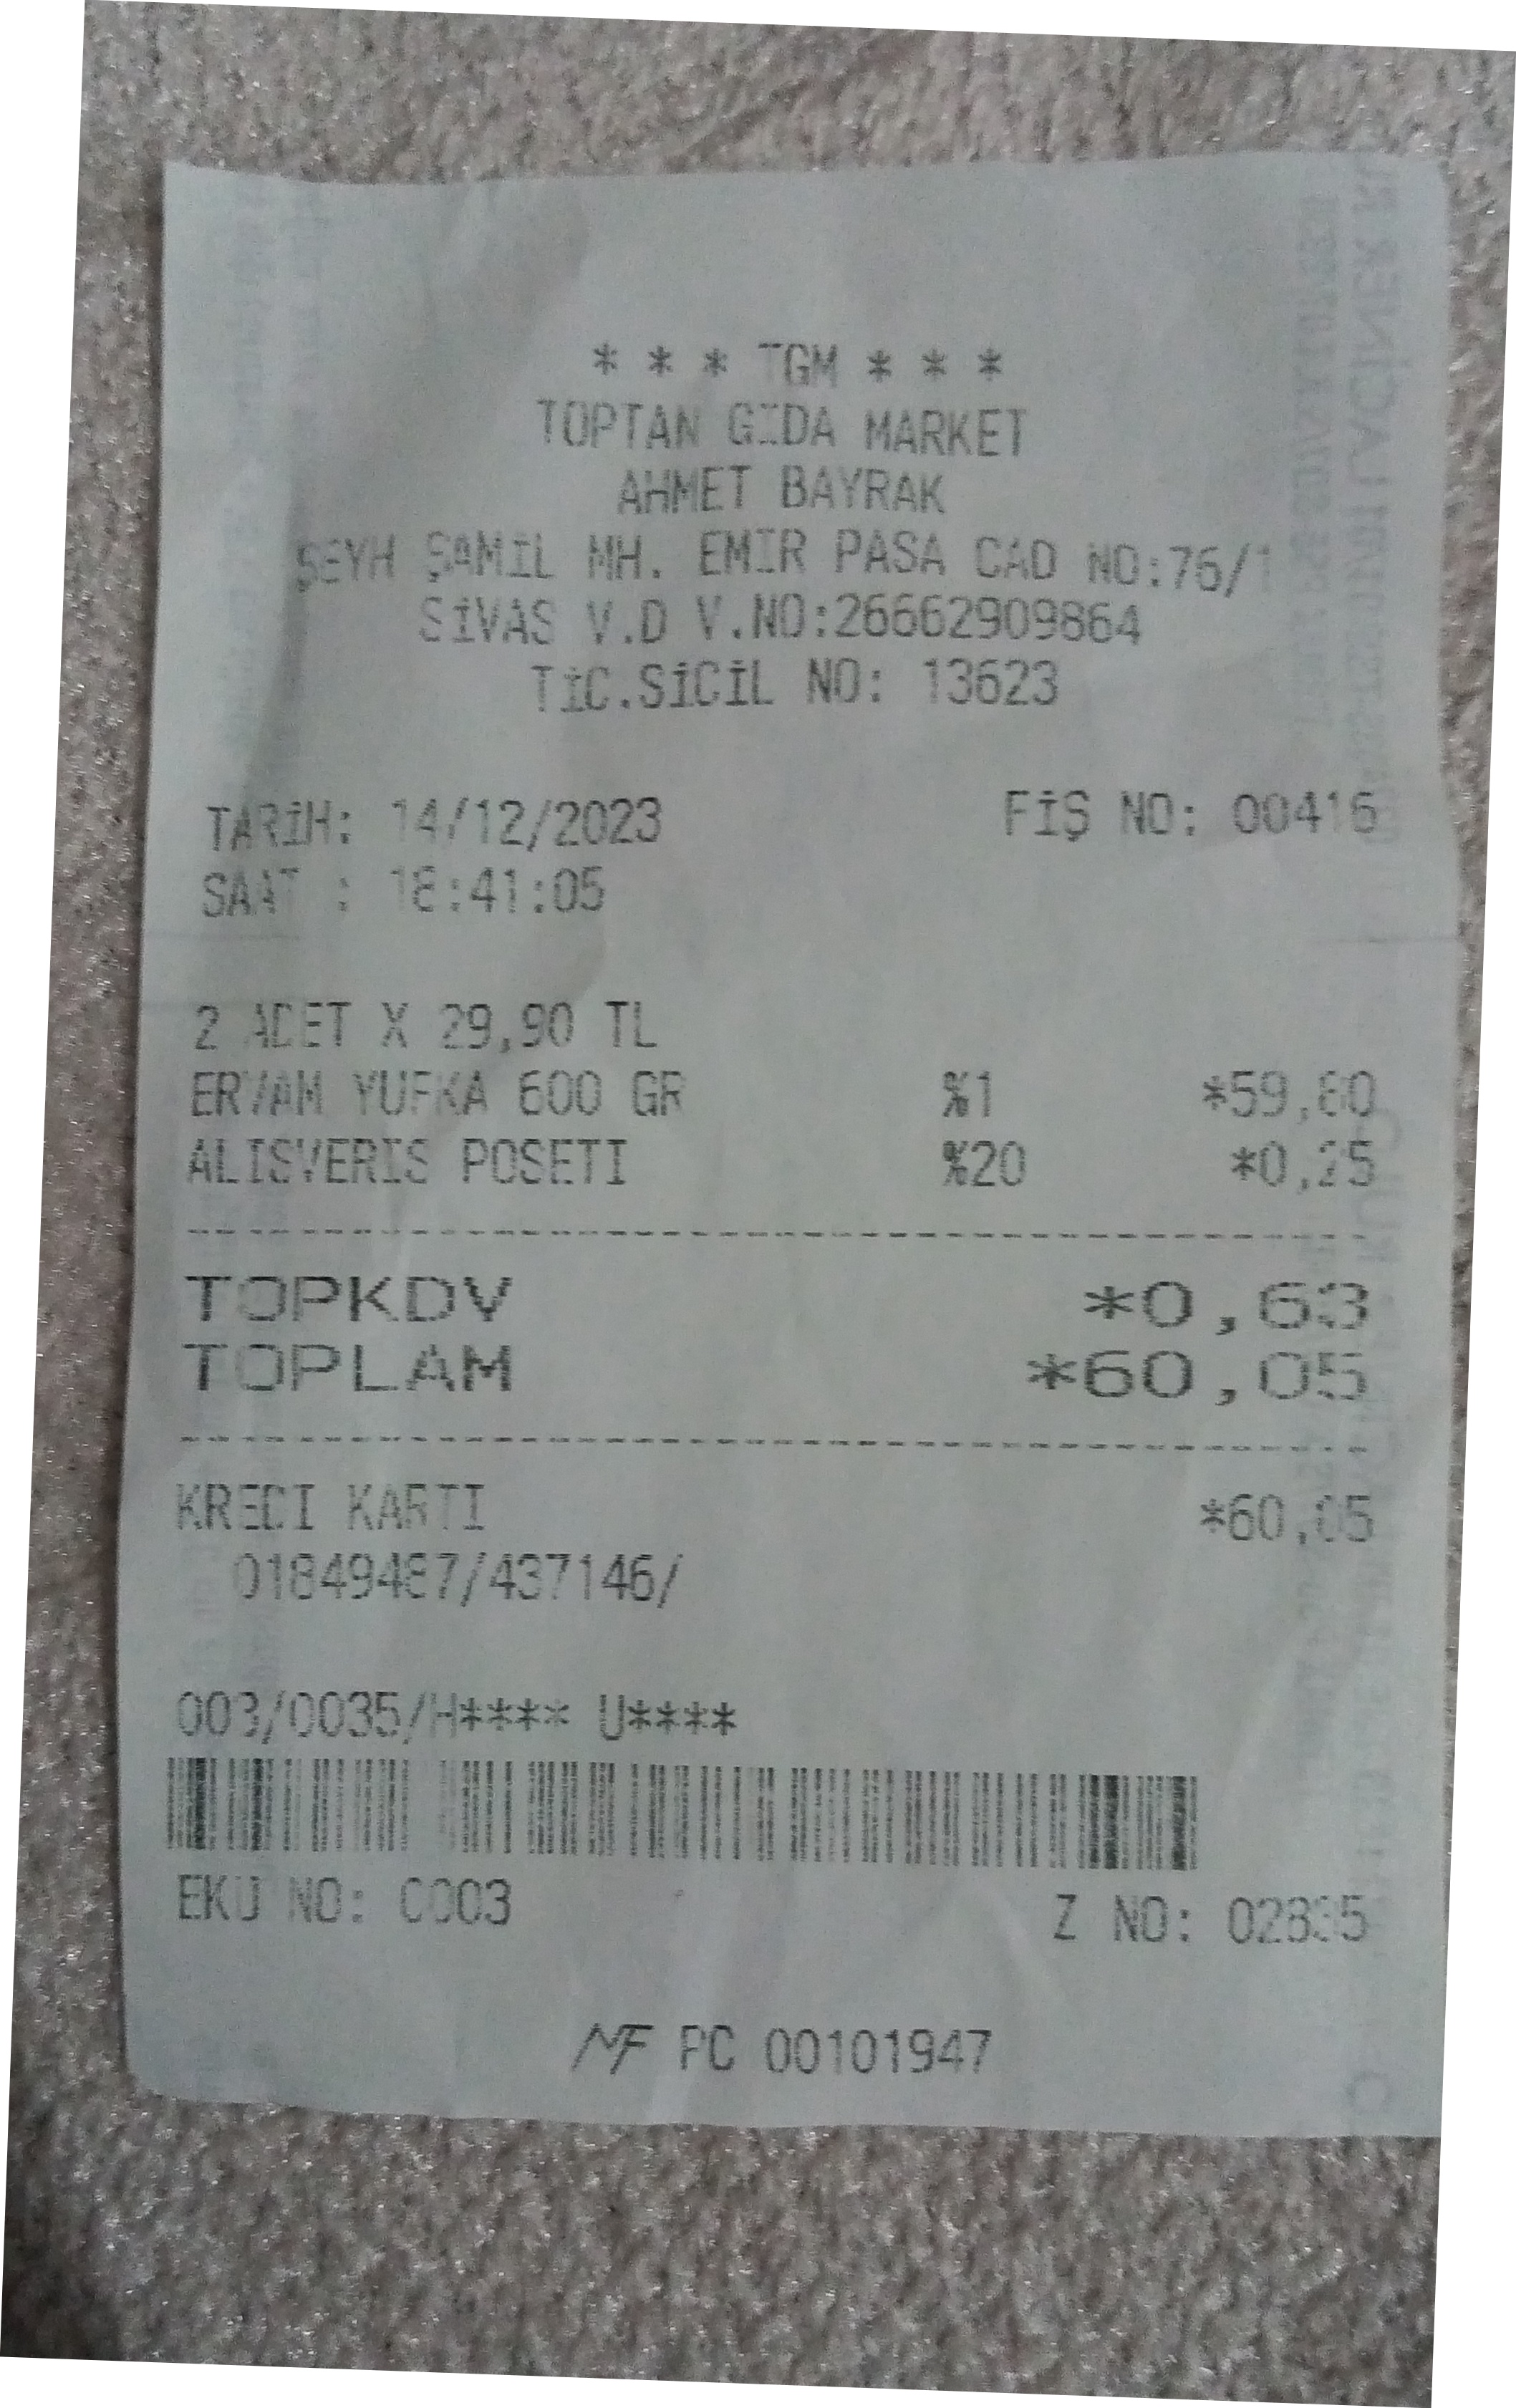 * * * TGM * * *
TOPTAN GIDA MARKET
AHMET BAYRAK
ŞEYH ŞAMİL MH. EMIR PASA CAD NO:76/1
SİVAS V.D V.NO:26662909864
TİC.SİCİL NO: 13623
TARİH: 14/12/2023 FİŞ NO: 00416
SAAT : 18:41:05
2 ADET X 29,90 TL
ERVAM YUFKA 600 GR %1 *59,80
ALISVERIS POSETI %20 *0,25
TOPKDV *0,63
TOPLAM *60,05
KREDI KARTI *60,05
01849487/437146/
003/0035/H**** U****
EKU NO: 0003 Z NO: 02835
MF PC 00101947